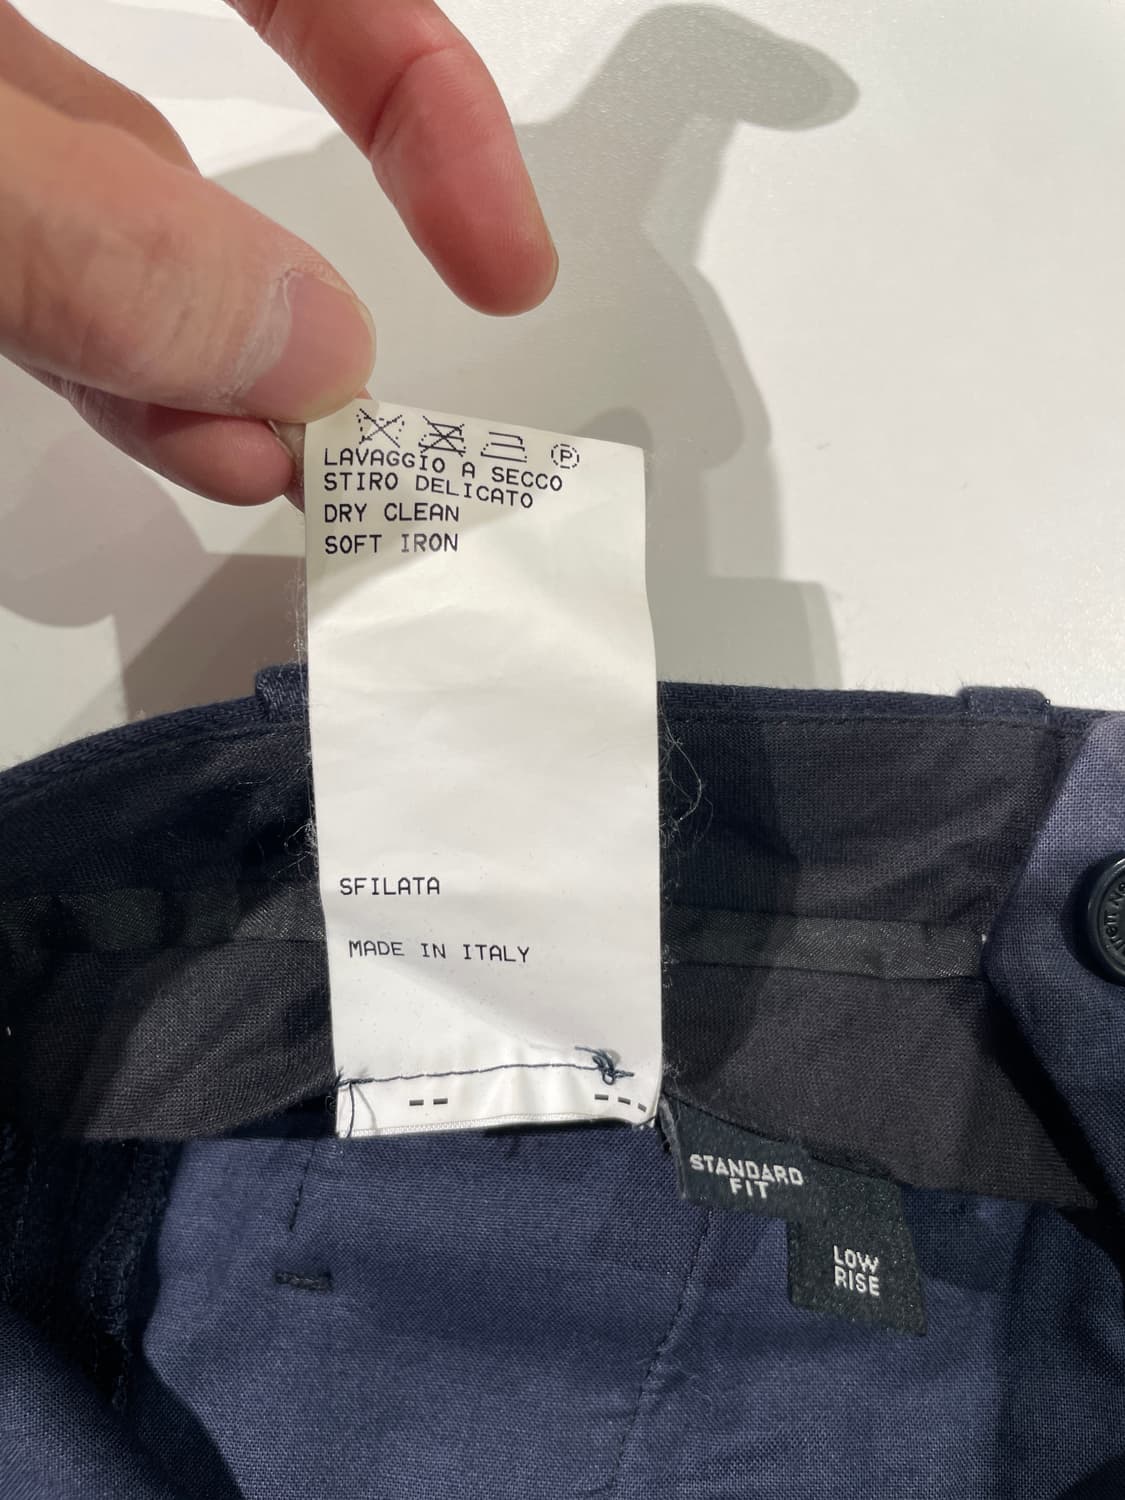 P
LAVAGGIO A SECCO
STIRO DELICATO
DRY CLEAN
SOFT IRON
SFILATA
MADE IN ITALY
STANDARD
FIT
LOW
RISE